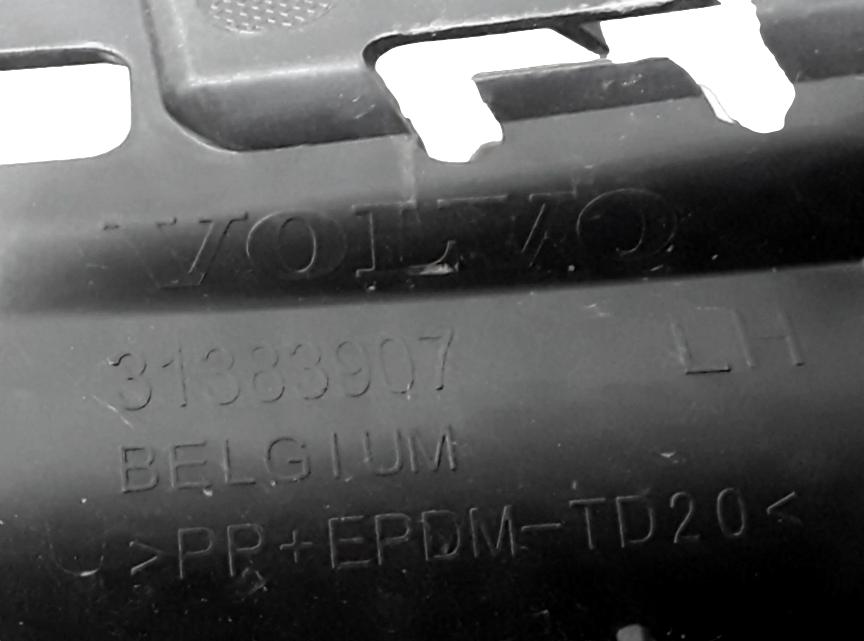 VOLVO
31383907 LH
BELGIUM
>PP+EPDM-TD20<